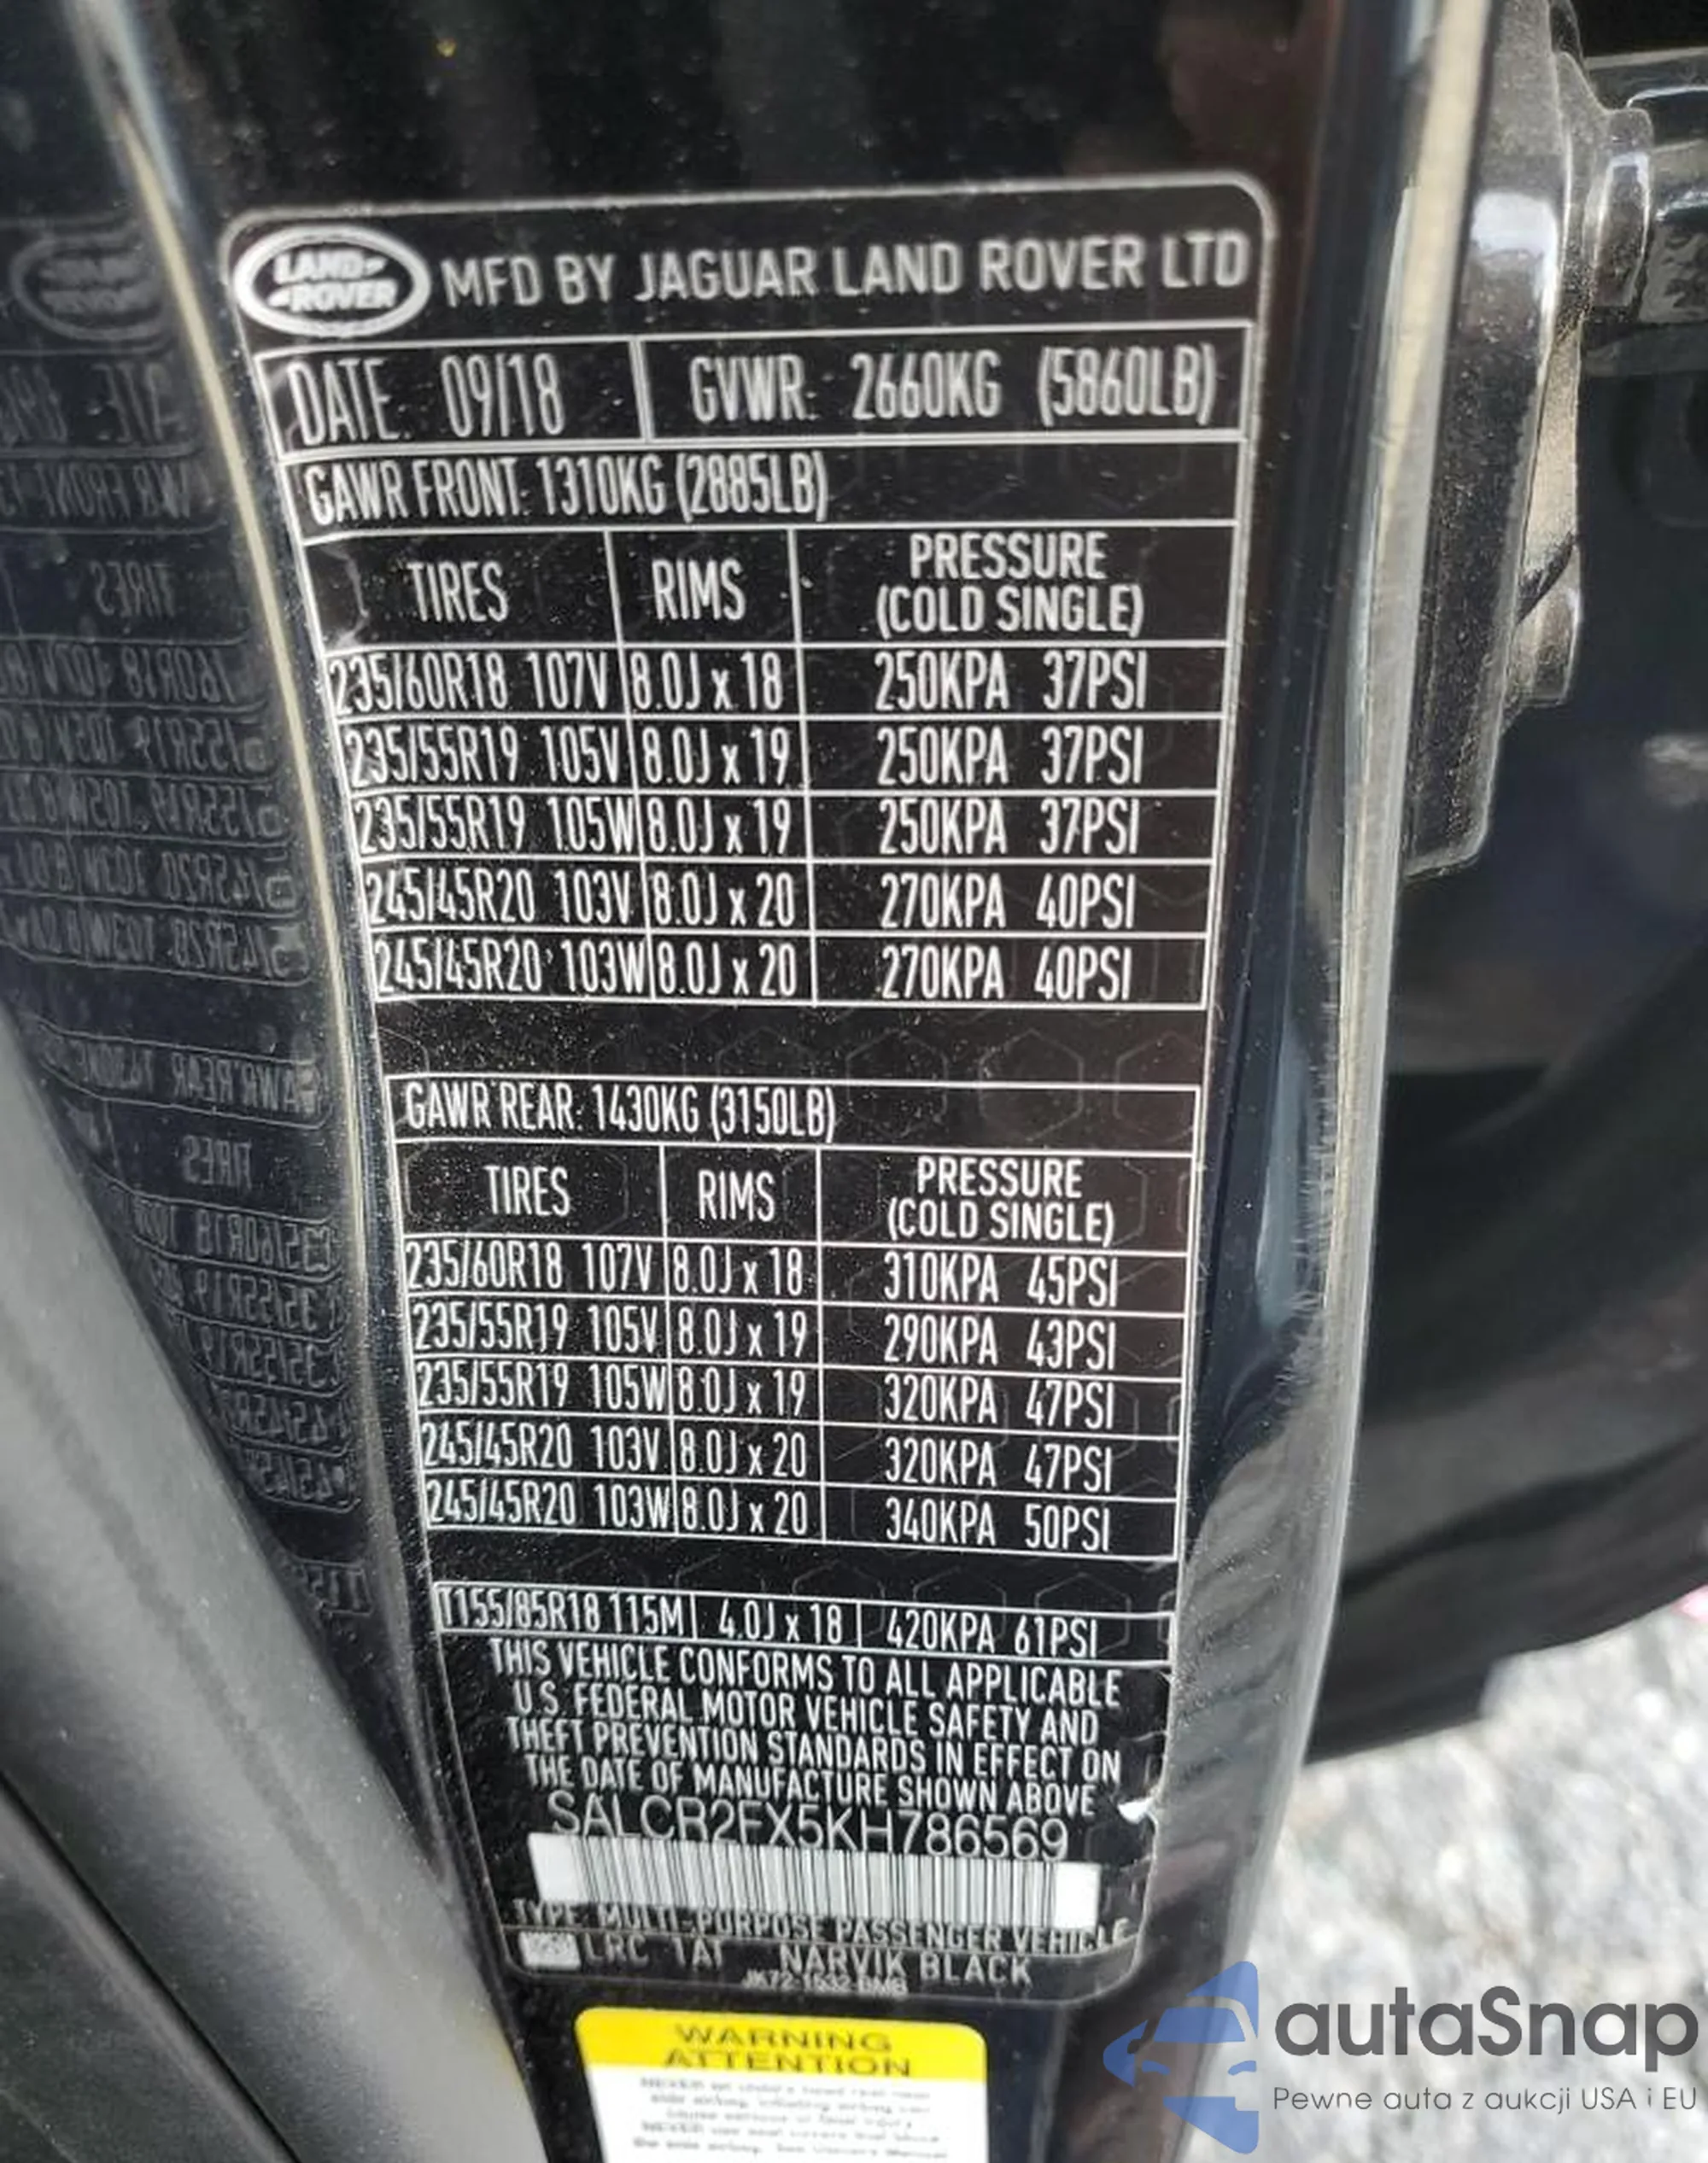 LAND ROVER MFD BY JAGUAR LAND ROVER LTD
DATE: 09/18 GVWR: 2660KG (5860LB)
GAWR FRONT: 1310KG (2885LB)
TIRES RIMS PRESSURE (COLD SINGLE)
235/60R18 107V 8.0J x 18 250KPA 37PSI
235/55R19 105V 8.0J x 19 250KPA 37PSI
235/55R19 105W 8.0J x 19 250KPA 37PSI
245/45R20 103V 8.0J x 20 270KPA 40PSI
245/45R20 103W 8.0J x 20 270KPA 40PSI
GAWR REAR: 1430KG (3150LB)
TIRES RIMS PRESSURE (COLD SINGLE)
235/60R18 107V 8.0J x 18 310KPA 45PSI
235/55R19 105V 8.0J x 19 290KPA 43PSI
235/55R19 105W 8.0J x 19 320KPA 47PSI
245/45R20 103V 8.0J x 20 320KPA 47PSI
245/45R20 103W 8.0J x 20 340KPA 50PSI
T155/85R18 115M 4.0J x 18 420KPA 61PSI
THIS VEHICLE CONFORMS TO ALL APPLICABLE
U.S. FEDERAL MOTOR VEHICLE SAFETY AND
THEFT PREVENTION STANDARDS IN EFFECT ON
THE DATE OF MANUFACTURE SHOWN ABOVE
SALCR2FX5KH786569
TYPE: MULTI-PURPOSE PASSENGER VEHICLE
LRC 1AT NARVIK BLACK
WARNING
ATTENTION
autaSnap
Pewne auta z aukcji USA i EU